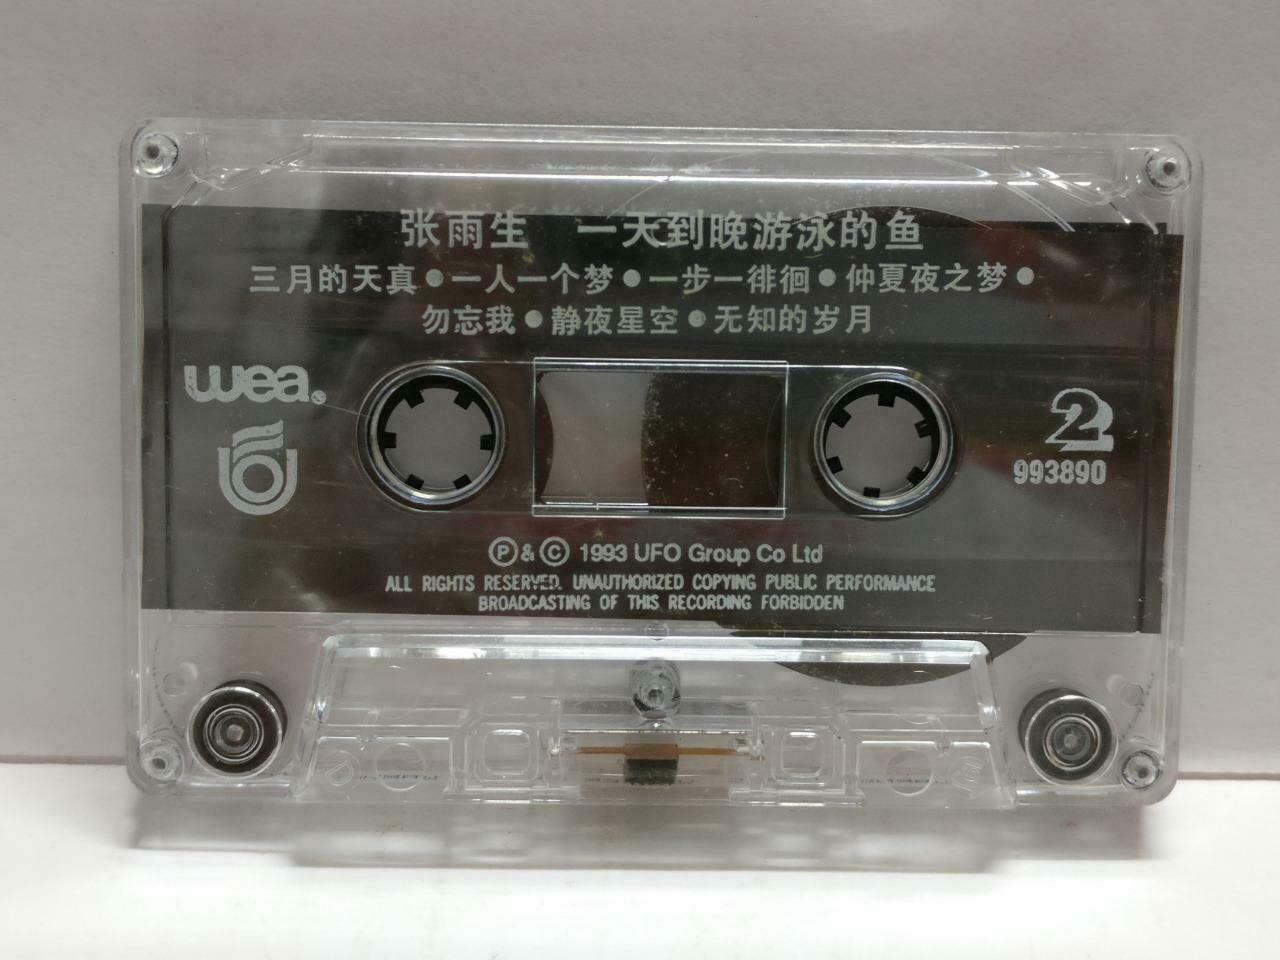 张雨生 一天到晚游泳的鱼
三月的天真●一人一个梦●一步一徘徊●仲夏夜之梦●
勿忘我●静夜星空●无知的岁月
wea.
2
993890
Ⓟ&Ⓒ 1993 UFO Group Co Ltd
ALL RIGHTS RESERVED. UNAUTHORIZED COPYING PUBLIC PERFORMANCE
BROADCASTING OF THIS RECORDING FORBIDDEN